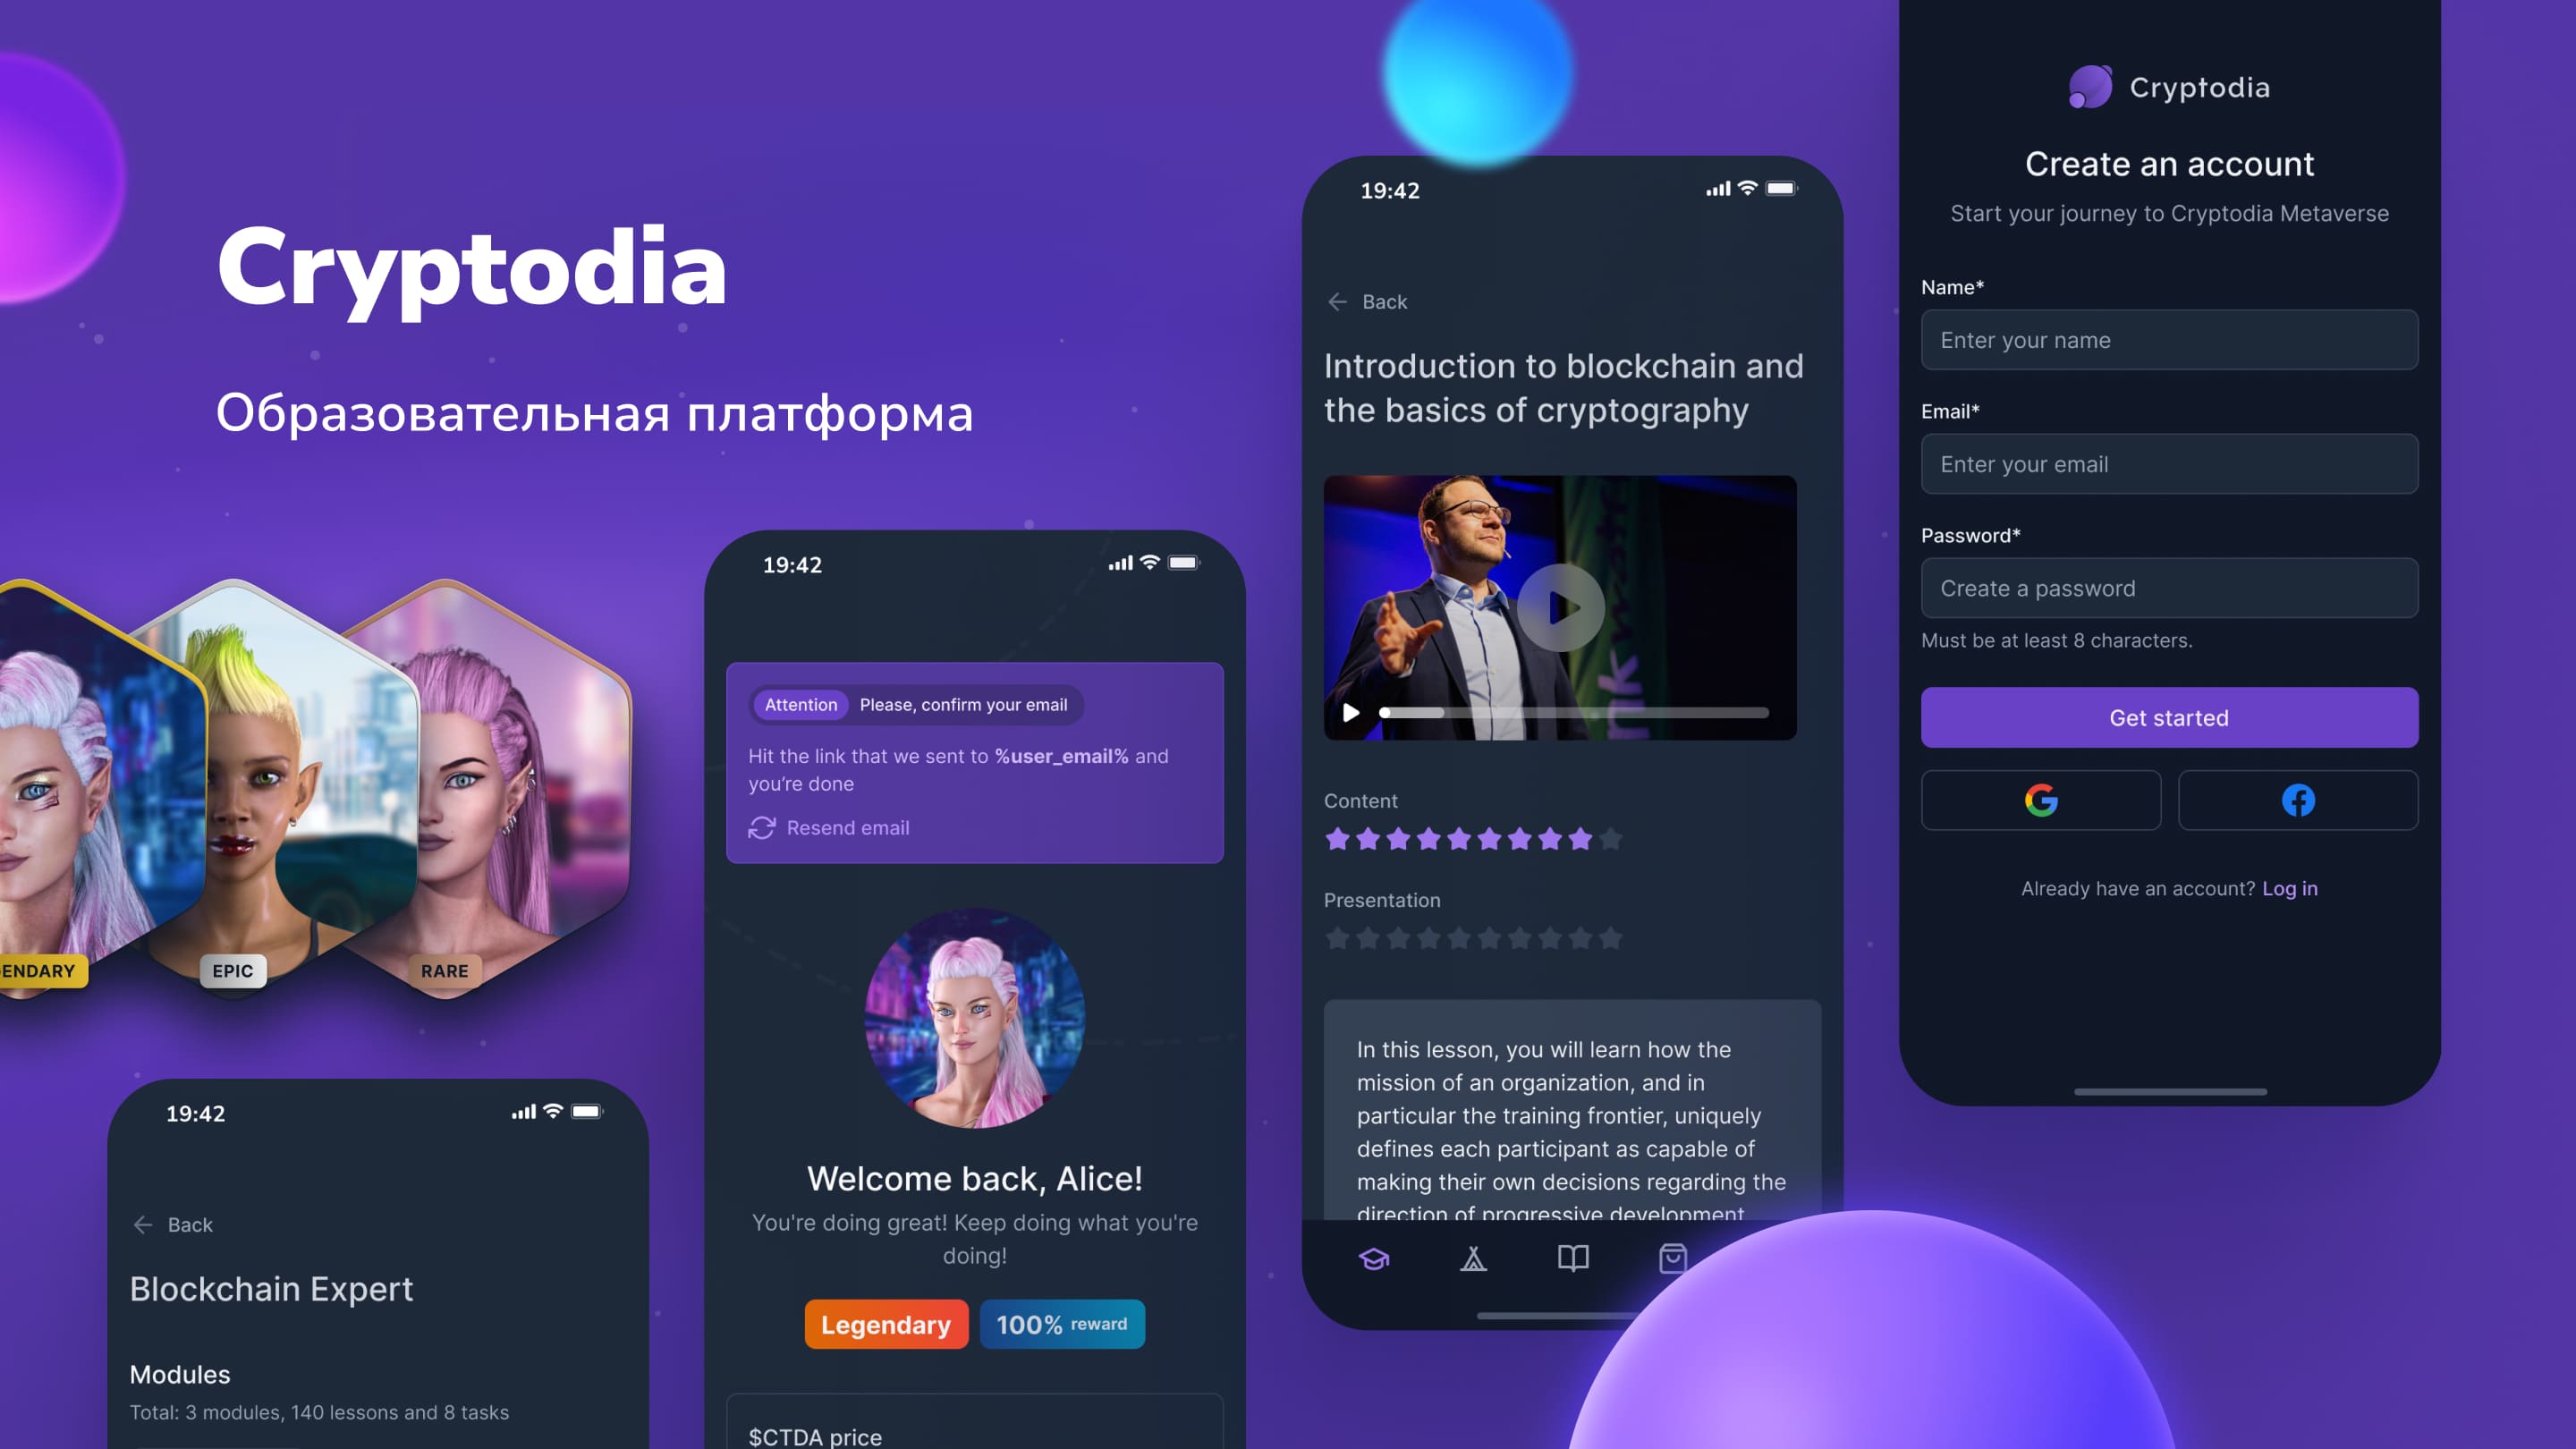 Cryptodia
Образовательная платформа
EPIC
RARE
19:42
Back
Blockchain Expert
Modules
Total: 3 modules, 140 lessons and 8 tasks
19:42
Attention Please, confirm your email
Hit the link that we sent to %user_email% and
you're done
Resend email
Welcome back, Alice!
You're doing great! Keep doing what you're
doing!
Legendary 100% reward
$CTDA price
19:42
Back
Introduction to blockchain and
the basics of cryptography
Content
Presentation
In this lesson, you will learn how the
mission of an organization, and in
particular the training frontier, uniquely
defines each participant as capable of
making their own decisions regarding the
direction of progressive development
Cryptodia
Create an account
Start your journey to Cryptodia Metaverse
Name*
Enter your name
Email*
Enter your email
Password*
Create a password
Must be at least 8 characters.
Get started
Already have an account? Log in